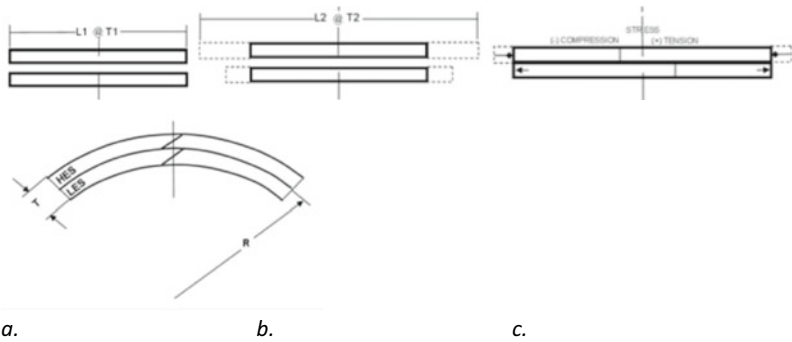 L1 @ T1
L2 @ T2
STRESS
(-) COMPRESSION (+) TENSION
HES
LES
T
R
a. b. c.